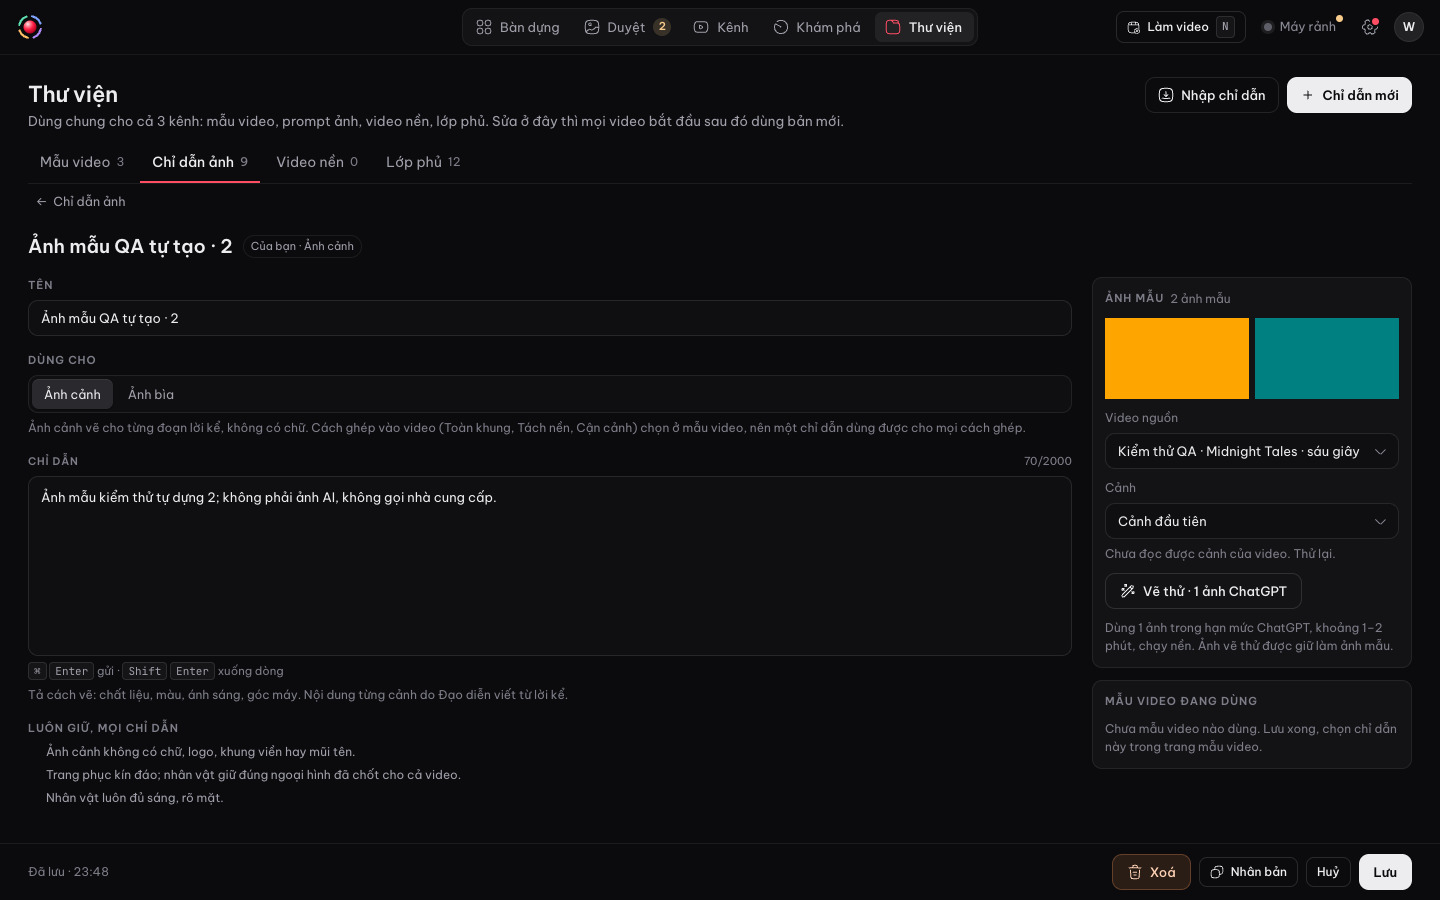 Bàn dựng
Duyệt 2
Kênh
Khám phá
Thư viện
Làm video N
Máy rảnh
W
Thư viện
Dùng chung cho cả 3 kênh: mẫu video, prompt ảnh, video nền, lớp phủ. Sửa ở đây thì mọi video bắt đầu sau đó dùng bản mới.
Nhập chỉ dẫn
+ Chỉ dẫn mới
Mẫu video 3
Chỉ dẫn ảnh 9
Video nền 0
Lớp phủ 12
← Chỉ dẫn ảnh
Ảnh mẫu QA tự tạo · 2
Của bạn · Ảnh cảnh
TÊN
Ảnh mẫu QA tự tạo · 2
DÙNG CHO
Ảnh cảnh
Ảnh bìa
Ảnh cảnh vẽ cho từng đoạn lời kể, không có chữ. Cách ghép vào video (Toàn khung, Tách nền, Cận cảnh) chọn ở mẫu video, nên một chỉ dẫn dùng được cho mọi cách ghép.
CHỈ DẪN
70/2000
Ảnh mẫu kiểm thử tự dựng 2; không phải ảnh AI, không gọi nhà cung cấp.
⌘ Enter gửi · Shift Enter xuống dòng
Tả cách vẽ: chất liệu, màu, ánh sáng, góc máy. Nội dung từng cảnh do Đạo diễn viết từ lời kể.
LUÔN GIỮ, MỌI CHỈ DẪN
Ảnh cảnh không có chữ, logo, khung viền hay mũi tên.
Trang phục kín đáo; nhân vật giữ đúng ngoại hình đã chốt cho cả video.
Nhân vật luôn đủ sáng, rõ mặt.
ẢNH MẪU 2 ảnh mẫu
Video nguồn
Kiểm thử QA · Midnight Tales · sáu giây
Cảnh
Cảnh đầu tiên
Chưa đọc được cảnh của video. Thử lại.
Vẽ thử · 1 ảnh ChatGPT
Dùng 1 ảnh trong hạn mức ChatGPT, khoảng 1–2
phút, chạy nền. Ảnh vẽ thử được giữ làm ảnh mẫu.
MẪU VIDEO ĐANG DÙNG
Chưa mẫu video nào dùng. Lưu xong, chọn chỉ dẫn
này trong trang mẫu video.
Đã lưu · 23:48
Xoá
Nhân bản
Huỷ
Lưu